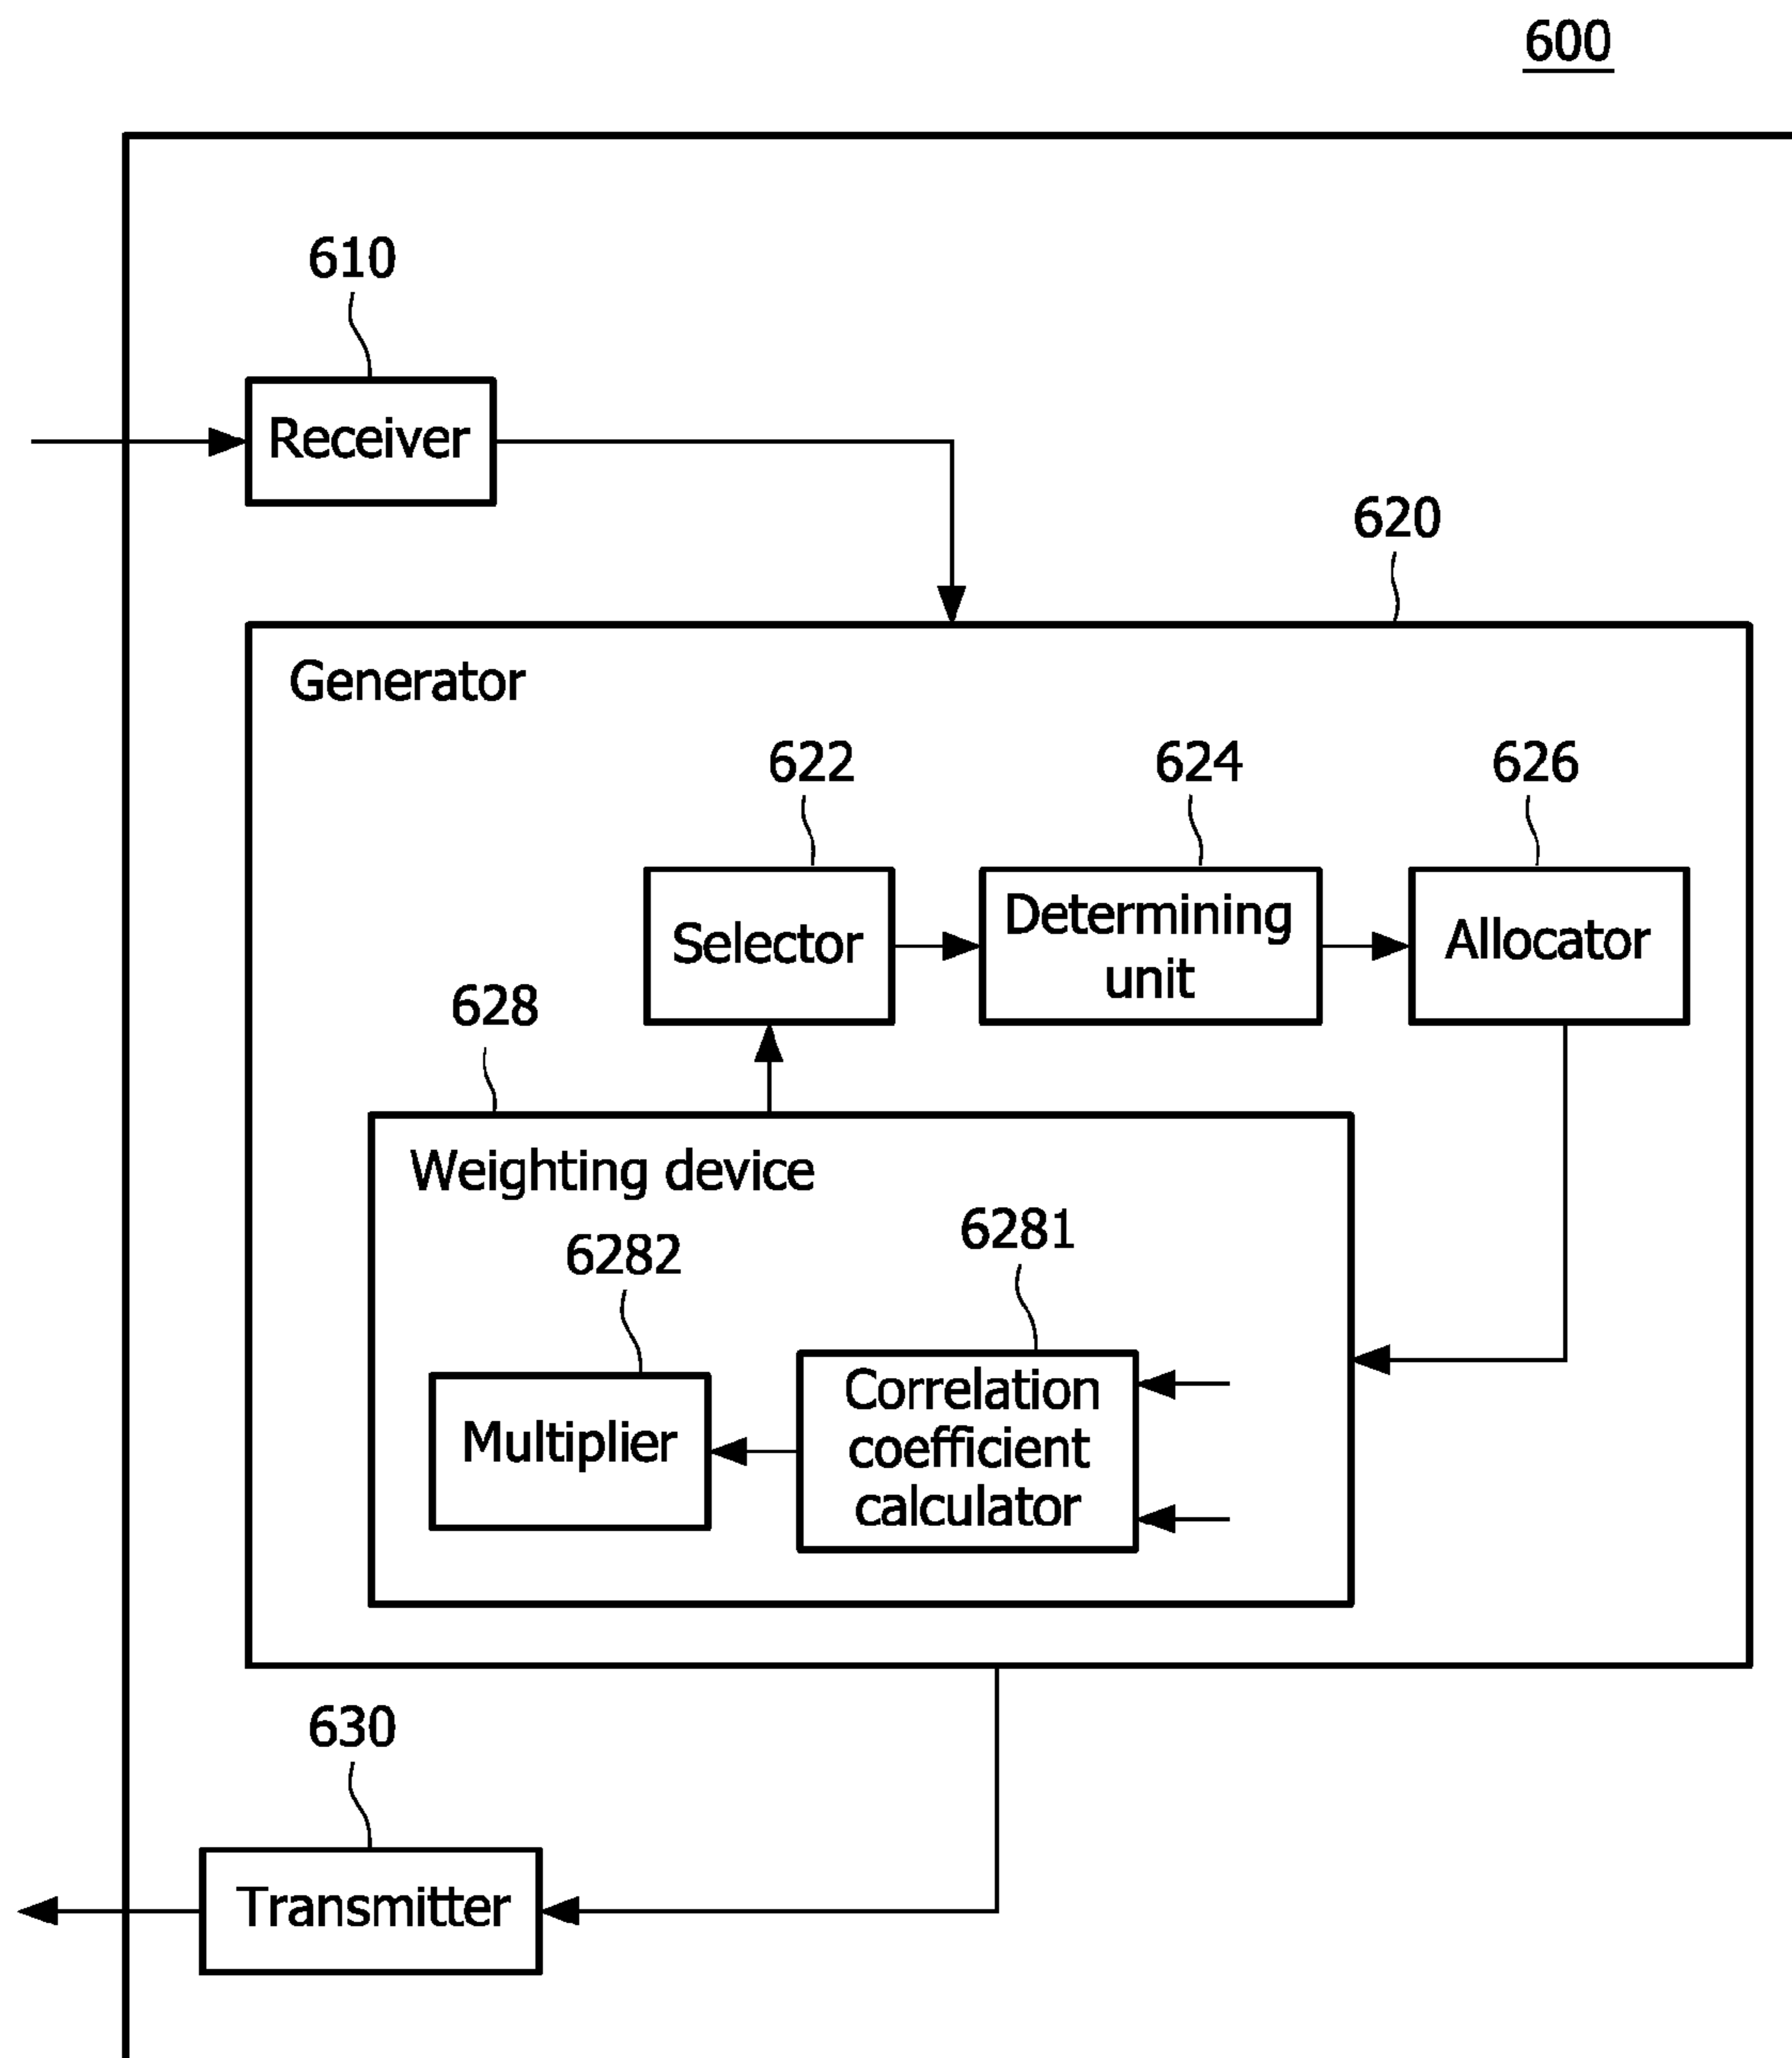 600
610
Receiver
620
Generator
622
624
626
Selector
Determining
unit
Allocator
628
Weighting device
6282
6281
Multiplier
Correlation
coefficient
calculator
630
Transmitter